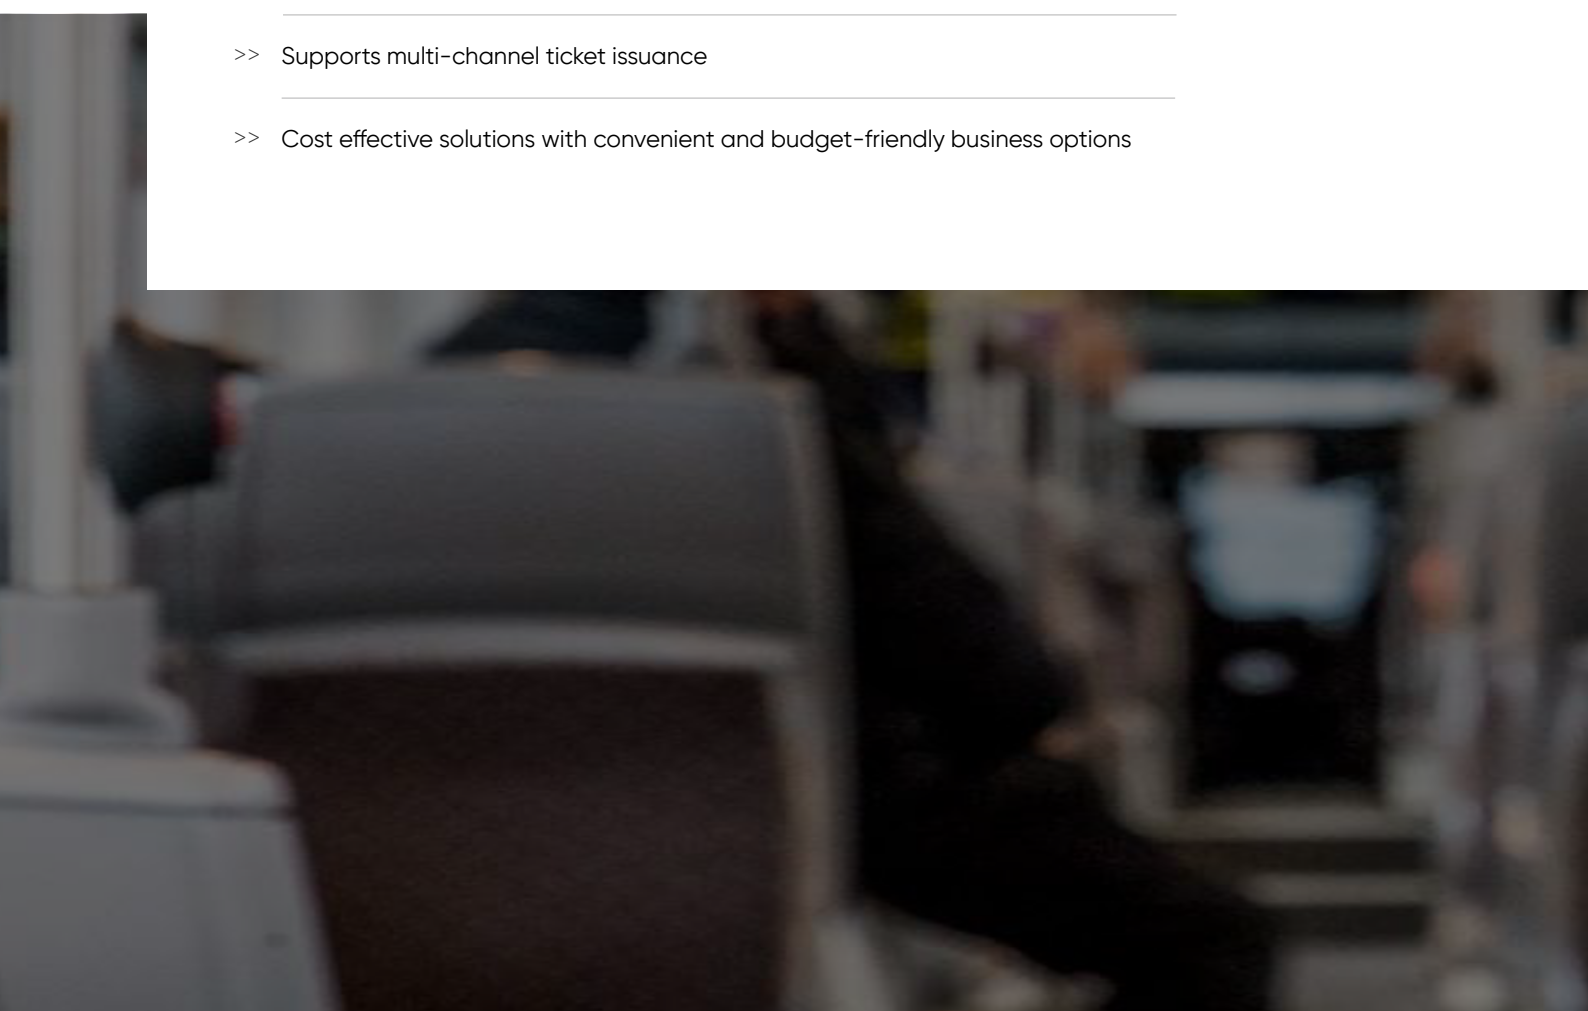 >> Supports multi-channel ticket issuance
>> Cost effective solutions with convenient and budget-friendly business options